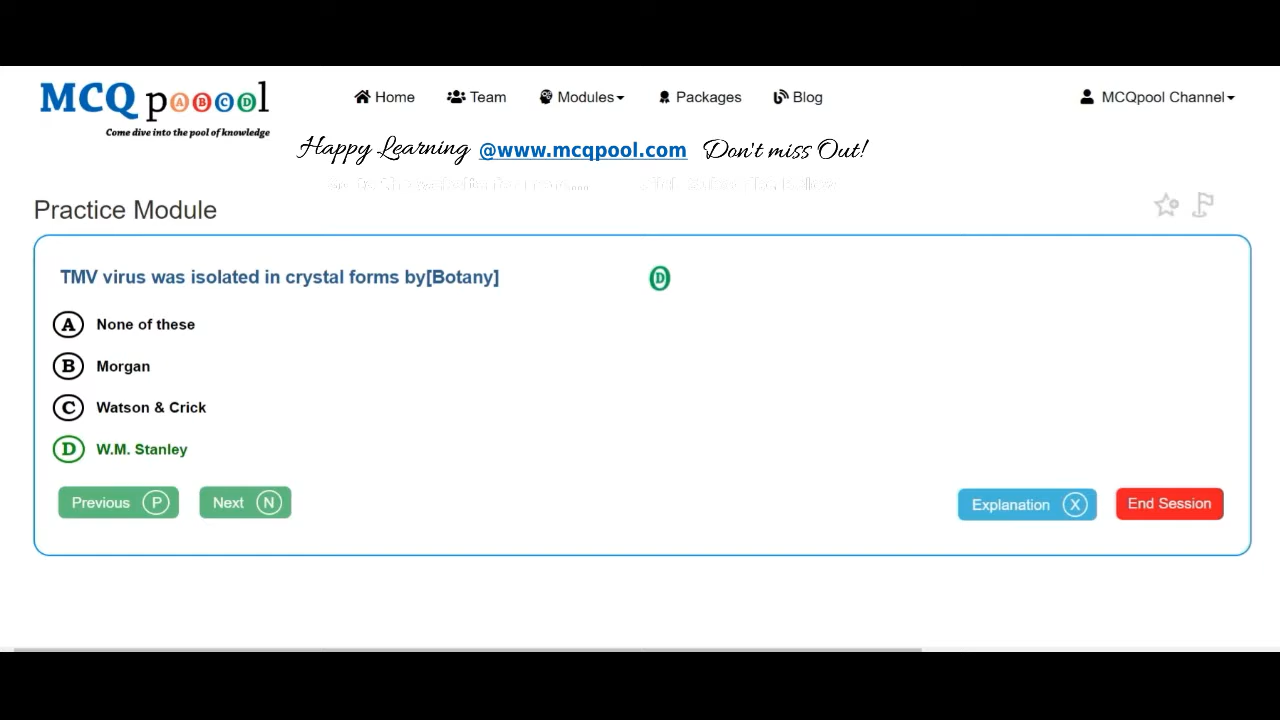 MCQ pooool
Come dive into the pool of knowledge
Home Team Modules Packages Blog MCQpool Channel
Happy Learning @www.mcqpool.com Don't miss Out!
Practice Module
TMV virus was isolated in crystal forms by[Botany] D
A None of these
B Morgan
C Watson & Crick
D W.M. Stanley
Previous P Next N Explanation X End Session